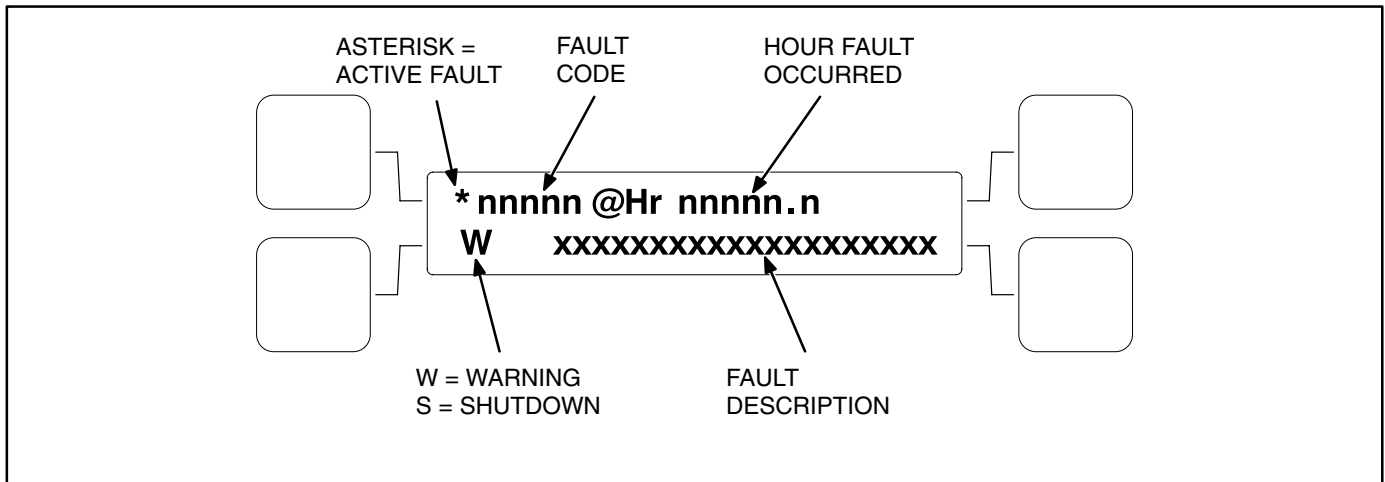 ASTERISK =
ACTIVE FAULT
FAULT
CODE
HOUR FAULT
OCCURRED
* nnnnn @Hr nnnnn.n
W xxxxxxxxxxxxxxxxxxxx
W = WARNING
S = SHUTDOWN
FAULT
DESCRIPTION